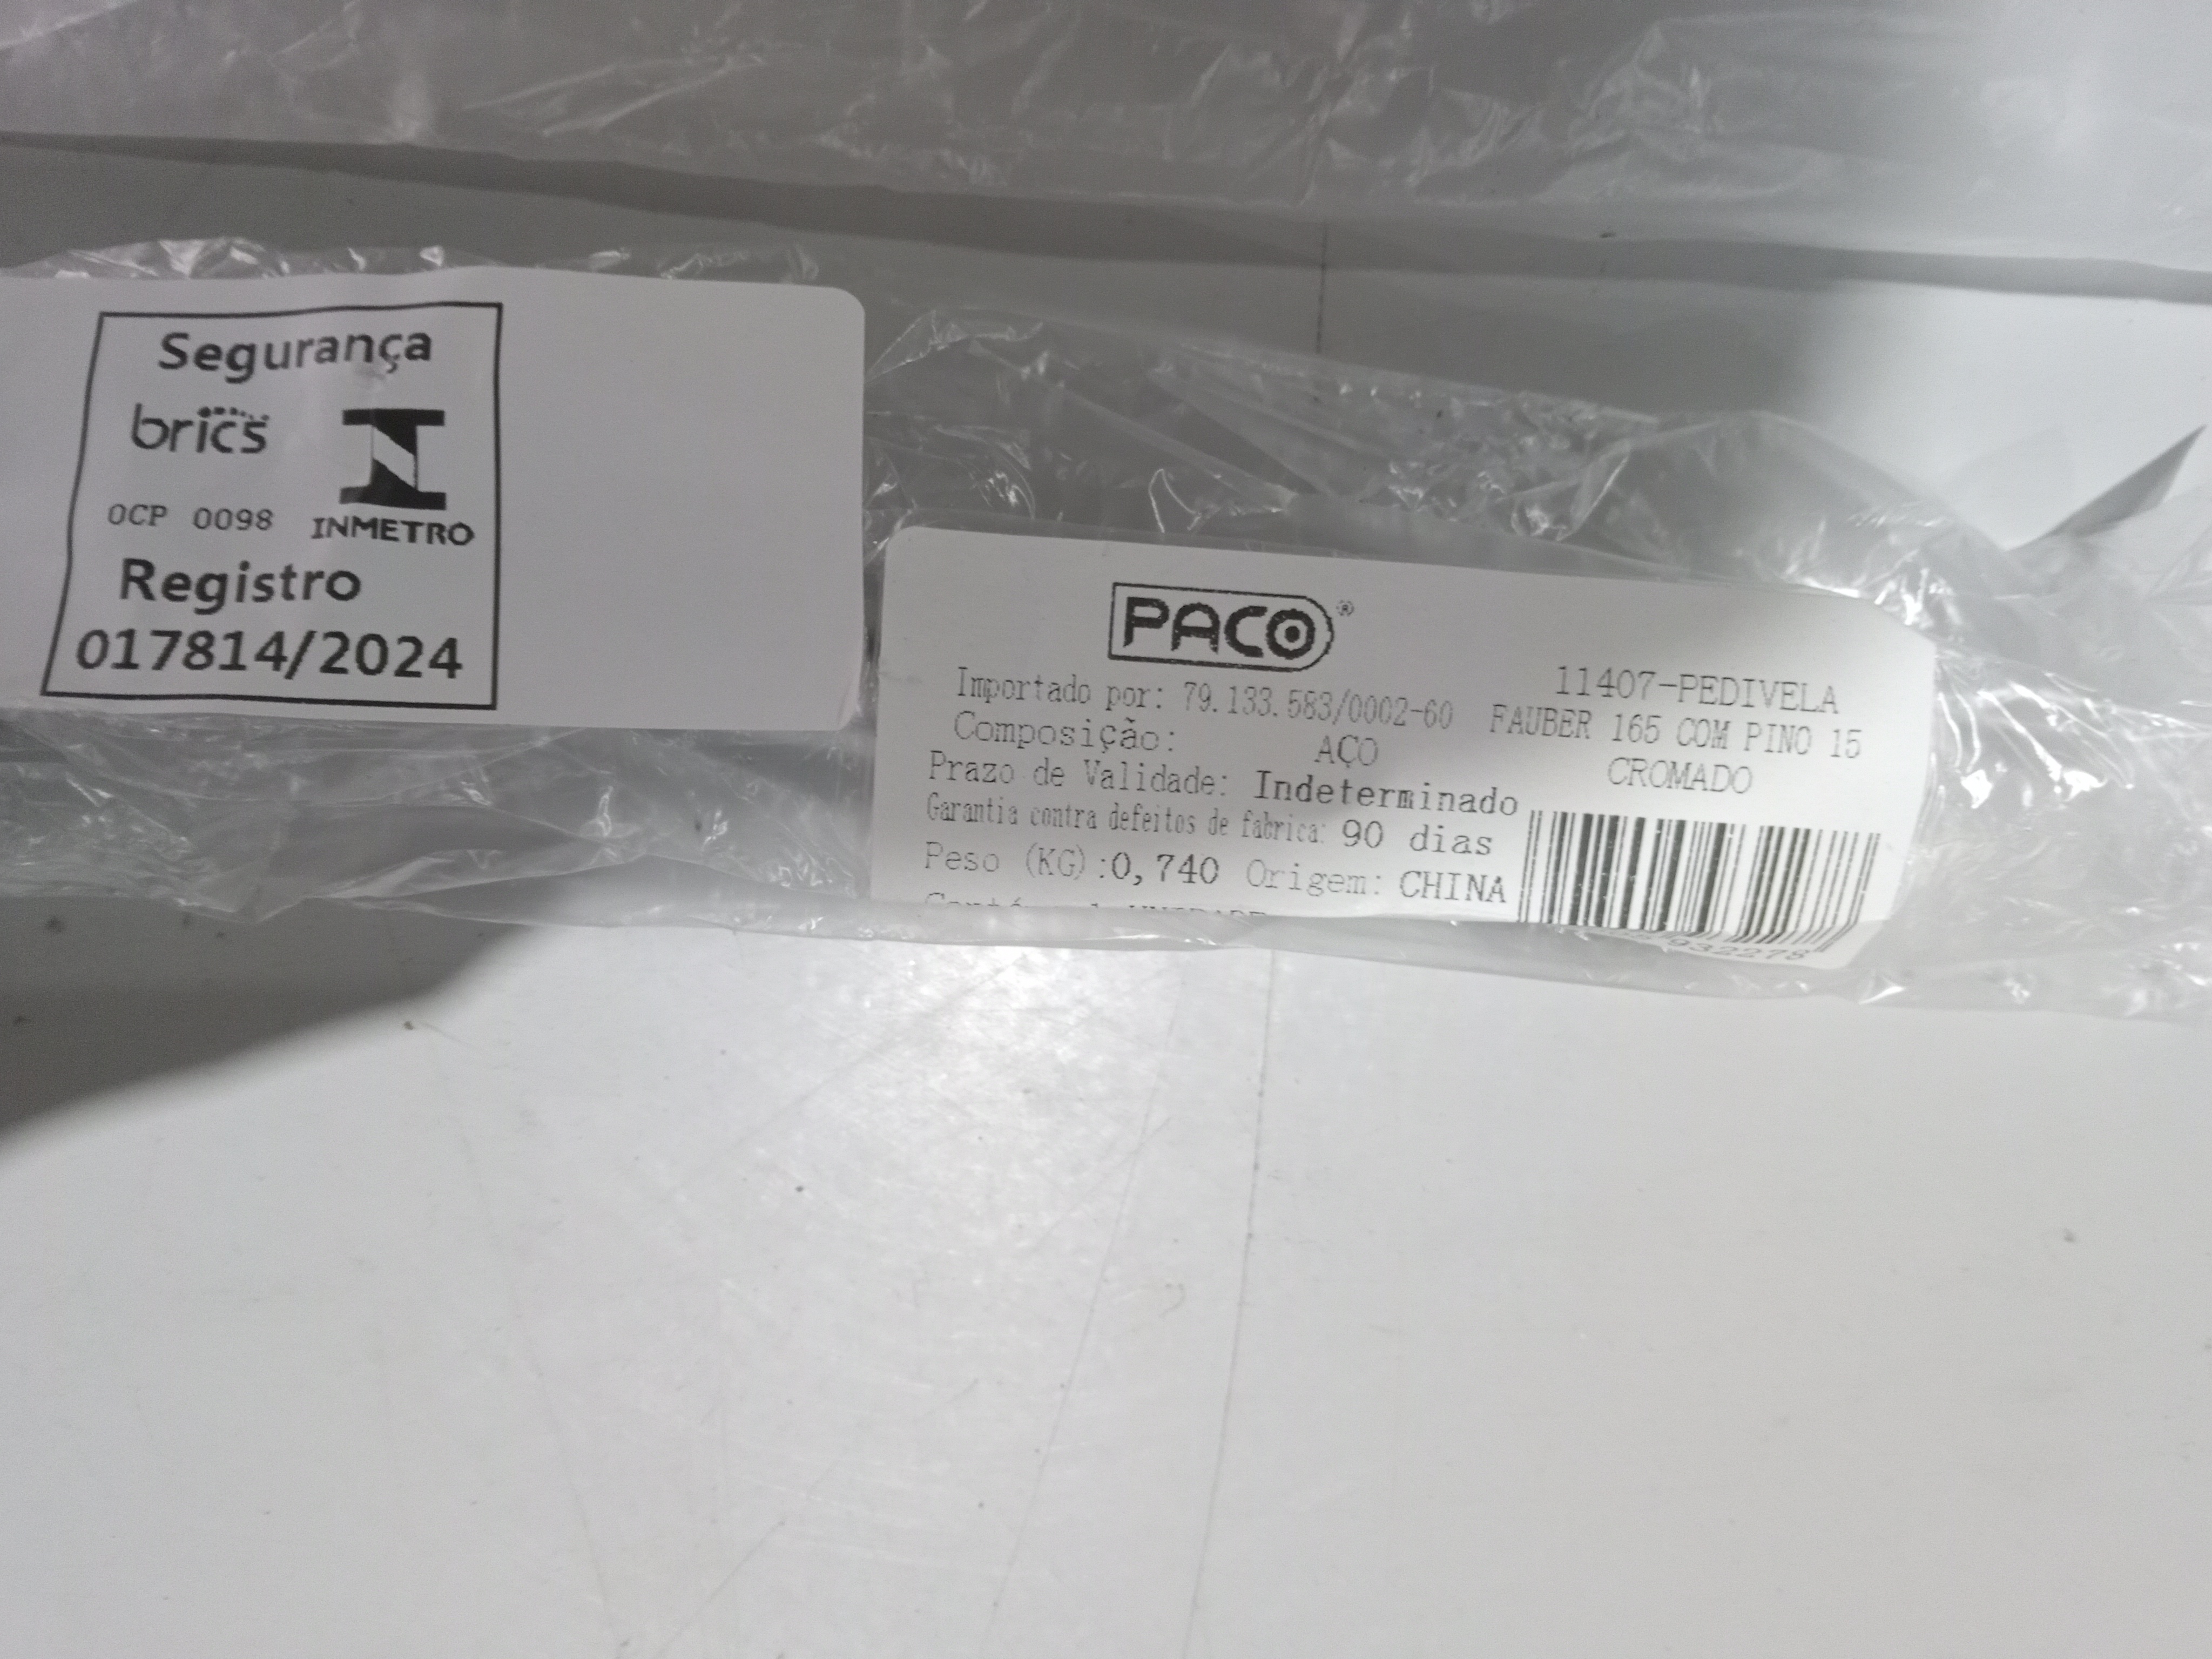 Segurança
brics
INMETRO
OCP 0098
Registro
017814/2024
PACO®
Importado por: 79.133.583/0002-60
Composição: AÇO
Prazo de Validade: Indeterminado
Garantia contra defeitos de fabrica: 90 dias
Peso (KG):0,740 Origem: CHINA
11407-PEDIVELA
FAUBER 165 COM PINO 15
CROMADO
932278